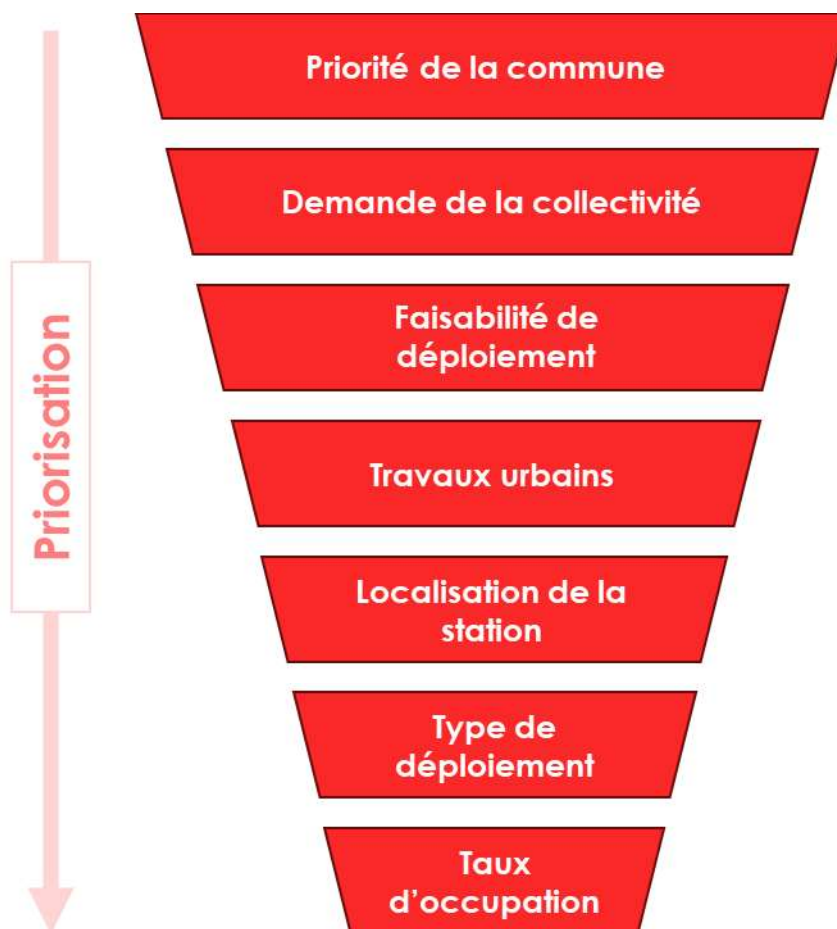 Priorité de la commune
Demande de la collectivité
Faisabilité de
déploiement
Travaux urbains
Localisation de la
station
Type de
déploiement
Taux
d'occupation
Priorisation